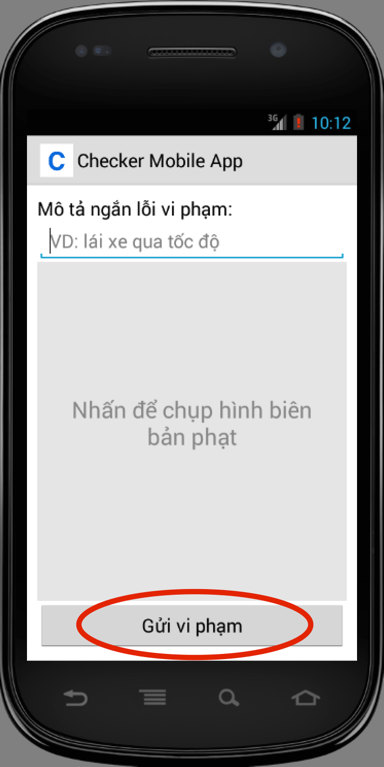 3G 10:12
C Checker Mobile App
Mô tả ngắn lỗi vi phạm:
VD: lái xe qua tốc độ
Nhấn để chụp hình biên
bản phạt
Gửi vi phạm